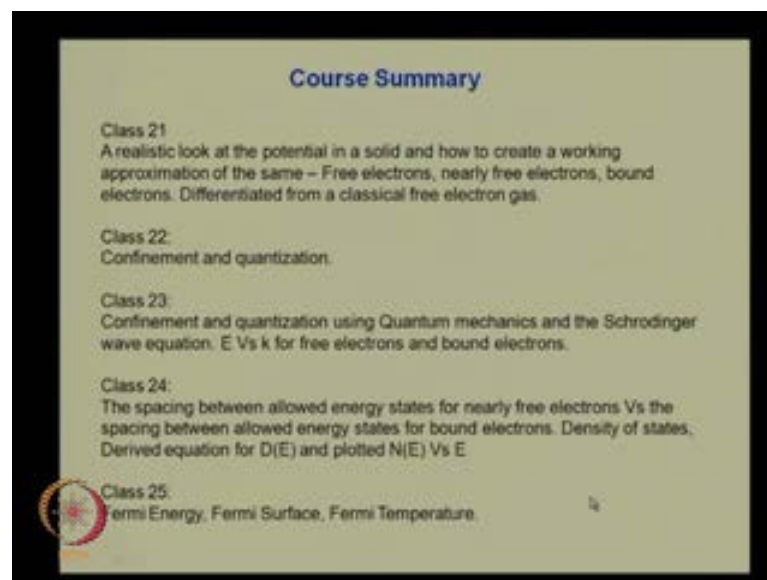 Course Summary
Class 21
A realistic look at the potential in a solid and how to create a working
approximation of the same – Free electrons, nearly free electrons, bound
electrons. Differentiated from a classical free electron gas.
Class 22:
Confinement and quantization.
Class 23:
Confinement and quantization using Quantum mechanics and the Schrodinger
wave equation. E Vs k for free electrons and bound electrons.
Class 24:
The spacing between allowed energy states for nearly free electrons Vs the
spacing between allowed energy states for bound electrons. Density of states,
Derived equation for D(E) and plotted N(E) Vs E
Class 25:
Fermi Energy, Fermi Surface, Fermi Temperature.